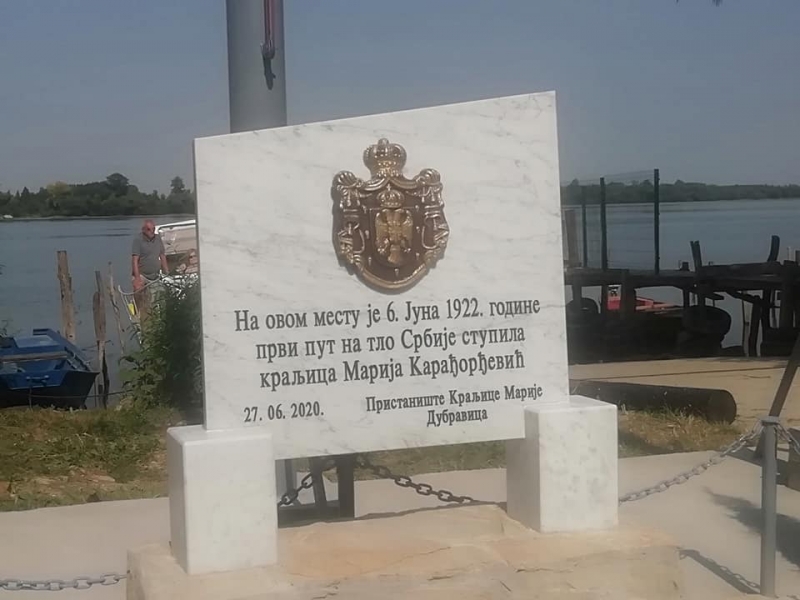 На овом месту је 6. Јуна 1922. године
први пут на тло Србије ступила
краљица Марија Карађорђевић
27. 06. 2020. Пристаниште Краљице Марије
Дубравица